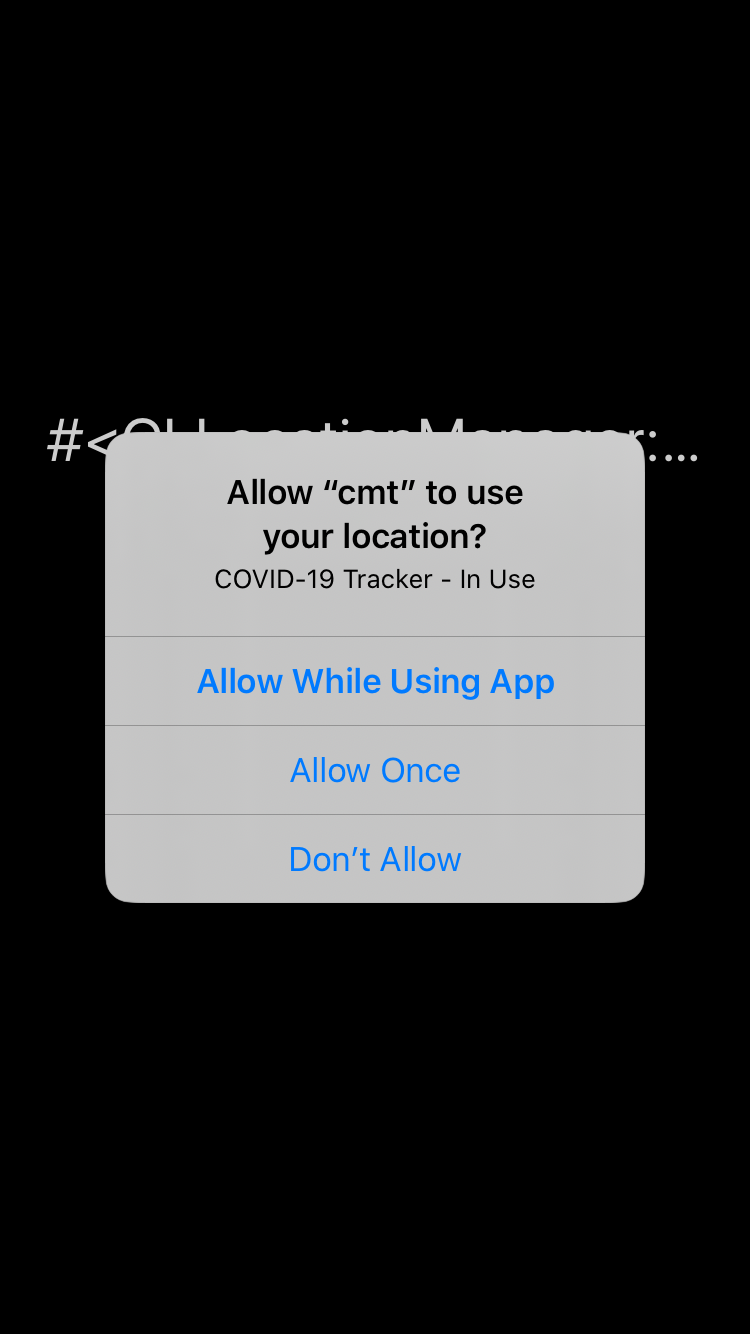 #<CLLocationManager:...
Allow “cmt” to use
your location?
COVID-19 Tracker - In Use
Allow While Using App
Allow Once
Don’t Allow